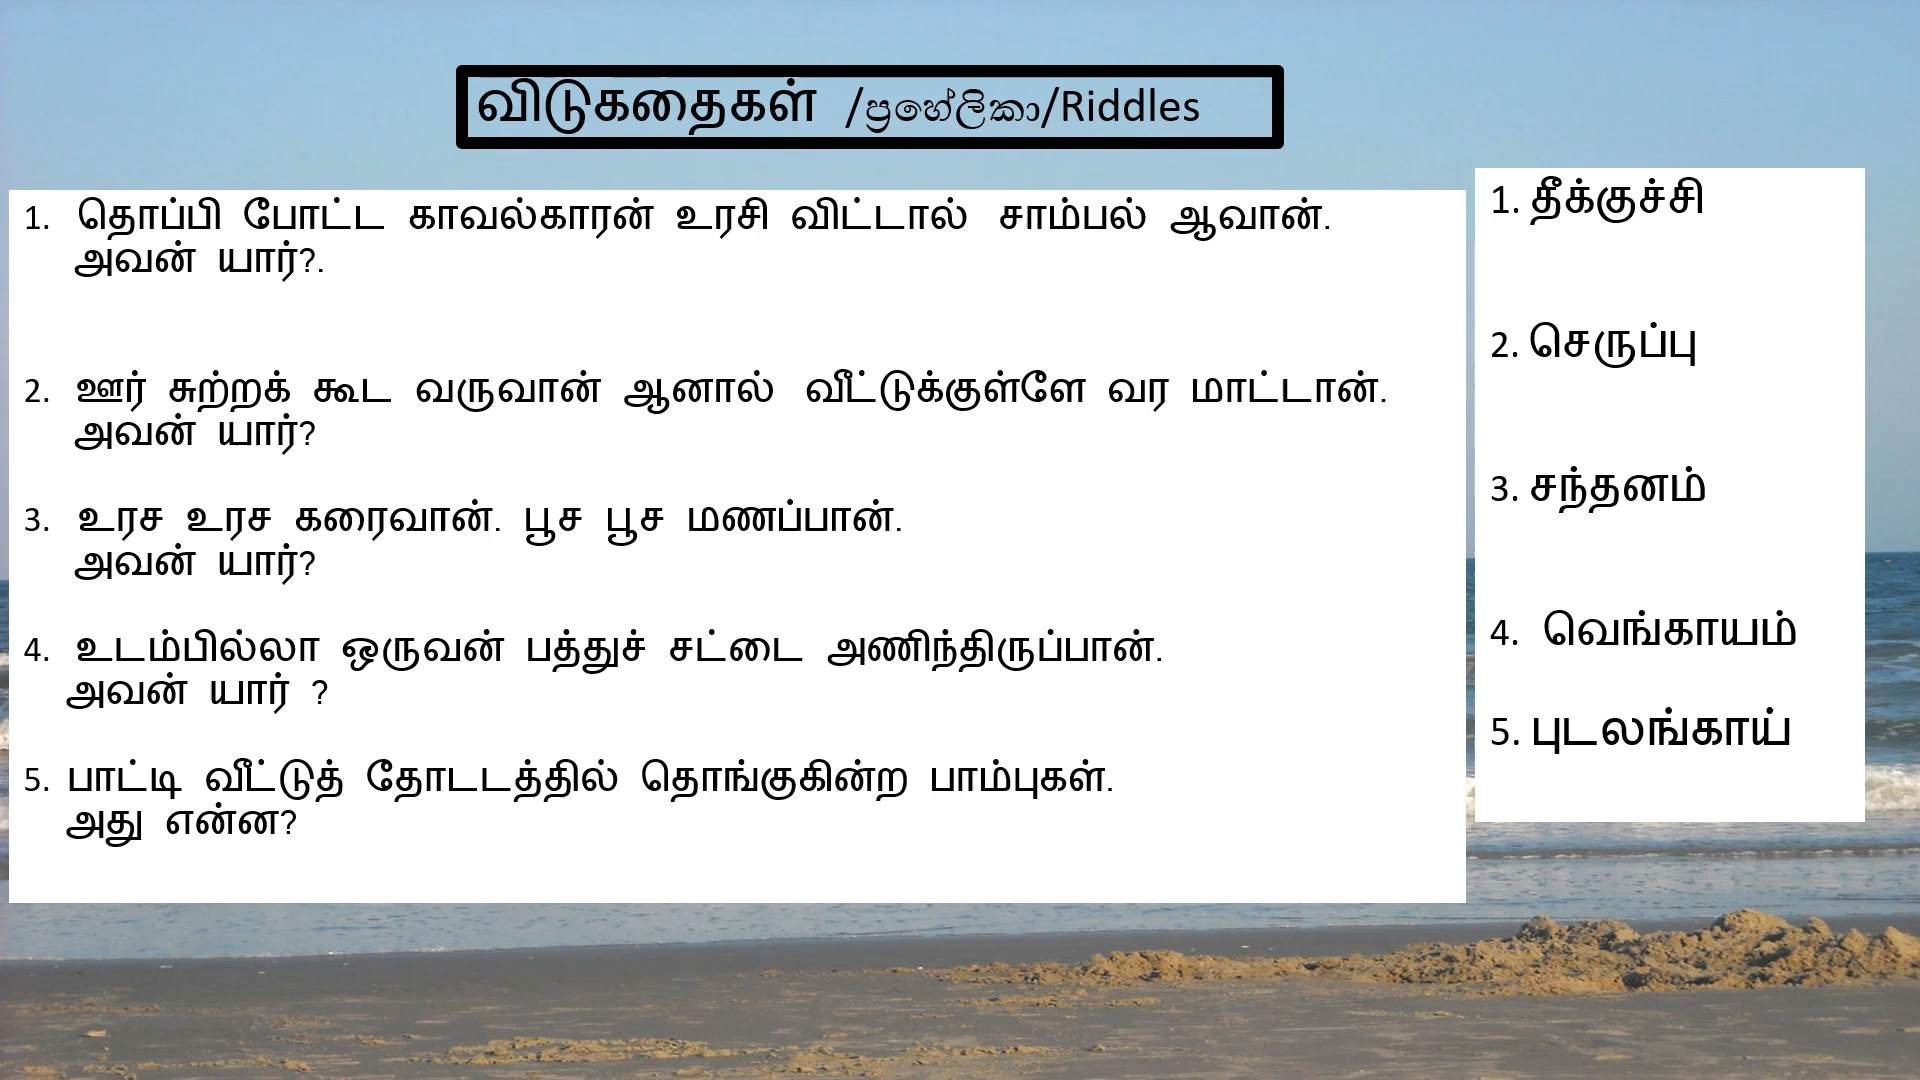 விடுகதைகள் /ප්‍රහේලිකා/Riddles
1. தொப்பி போட்ட காவல்காரன் உரசி விட்டால் சாம்பல் ஆவான்.
அவன் யார்?.
2. ஊர் சுற்றக் கூட வருவான் ஆனால் வீட்டுக்குள்ளே வர மாட்டான்.
அவன் யார்?
3. உரச உரச கரைவான். பூச பூச மணப்பான்.
அவன் யார்?
4. உடம்பில்லா ஒருவன் பத்துச் சட்டை அணிந்திருப்பான்.
அவன் யார் ?
5. பாட்டி வீட்டுத் தோடடத்தில் தொங்குகின்ற பாம்புகள்.
அது என்ன?
1. தீக்குச்சி
2. செருப்பு
3. சந்தனம்
4. வெங்காயம்
5. புடலங்காய்